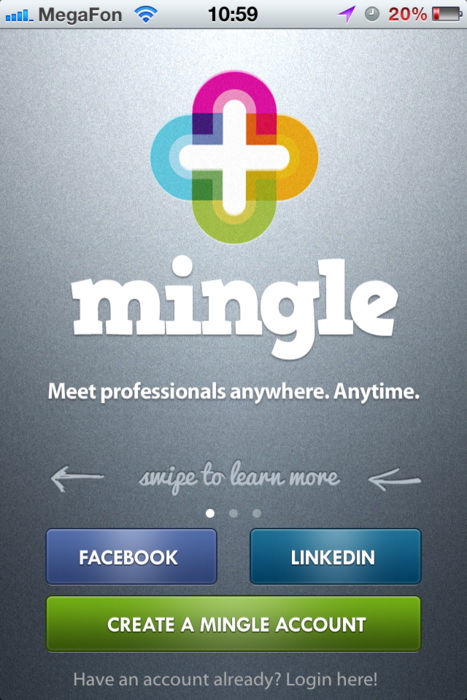 MegaFon 10:59 20%
mingle
Meet professionals anywhere. Anytime.
swipe to learn more
FACEBOOK LINKEDIN
CREATE A MINGLE ACCOUNT
Have an account already? Login here!